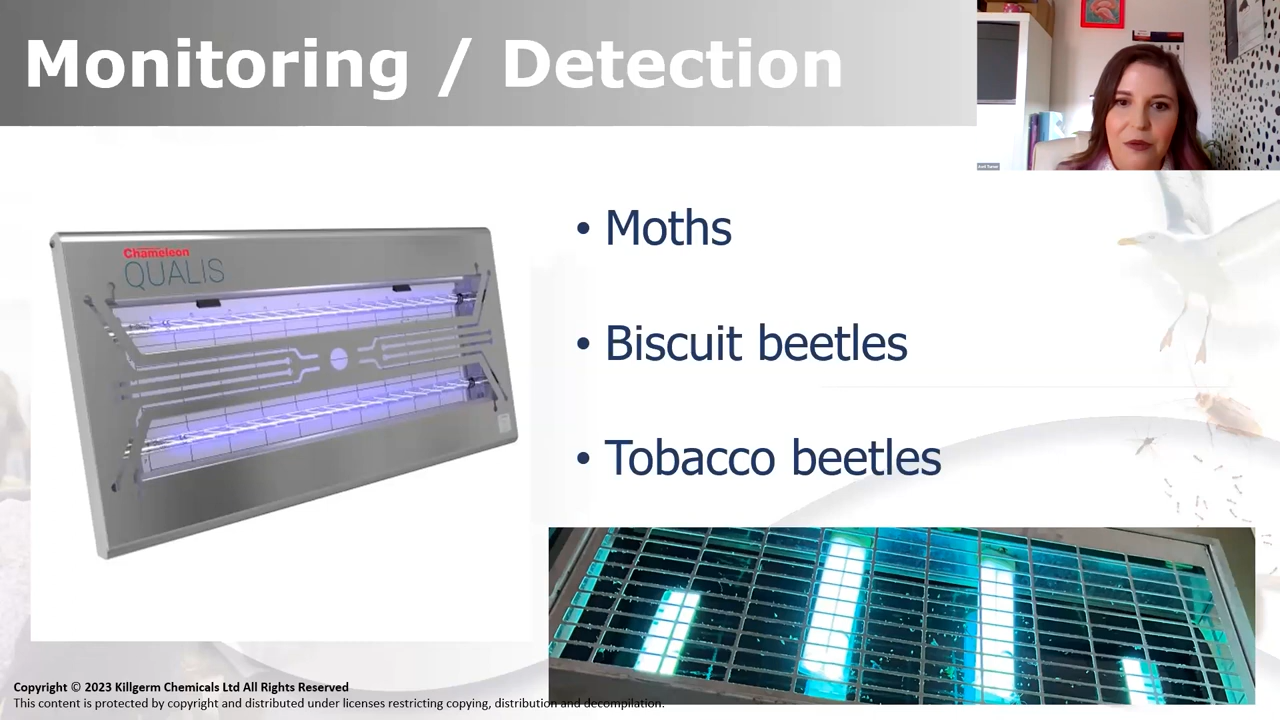 Monitoring / Detection
Chameleon
QUALIS
• Moths
• Biscuit beetles
• Tobacco beetles
Copyright © 2023 Killgerm Chemicals Ltd All Rights Reserved
This content is protected by copyright and distributed under licenses restricting copying, distribution and decompilation.